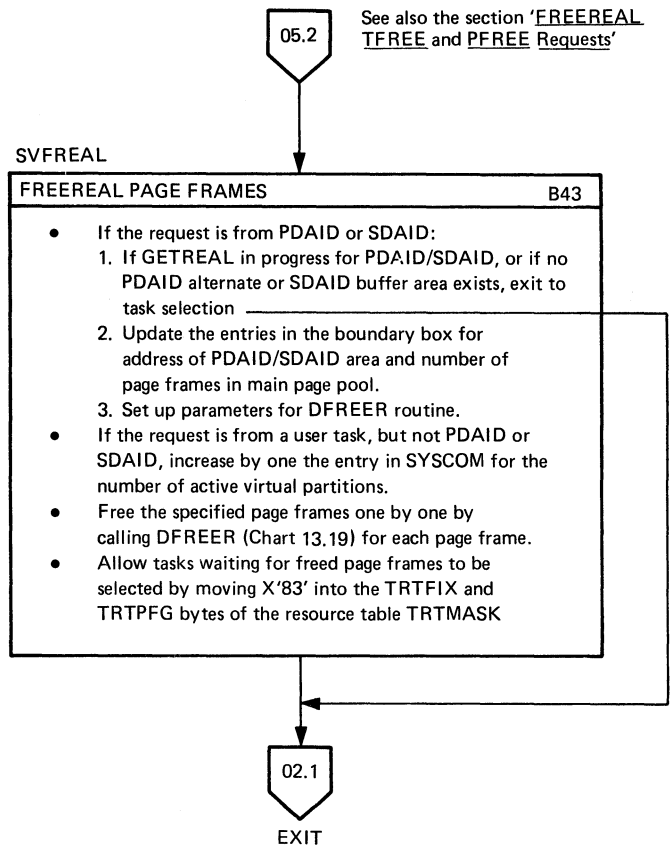 05.2
See also the section 'FREEREAL
TFREE and PFREE Requests'
SVFREAL
FREEREAL PAGE FRAMES B43
• If the request is from PDAID or SDAID:
1. If GETREAL in progress for PDAID/SDAID, or if no
PDAID alternate or SDAID buffer area exists, exit to
task selection
2. Update the entries in the boundary box for
address of PDAID/SDAID area and number of
page frames in main page pool.
3. Set up parameters for DFREER routine.
• If the request is from a user task, but not PDAID or
SDAID, increase by one the entry in SYSCOM for the
number of active virtual partitions.
• Free the specified page frames one by one by
calling DFREER (Chart 13.19) for each page frame.
• Allow tasks waiting for freed page frames to be
selected by moving X'83' into the TRTFIX and
TRTPFG bytes of the resource table TRTMASK
02.1
EXIT